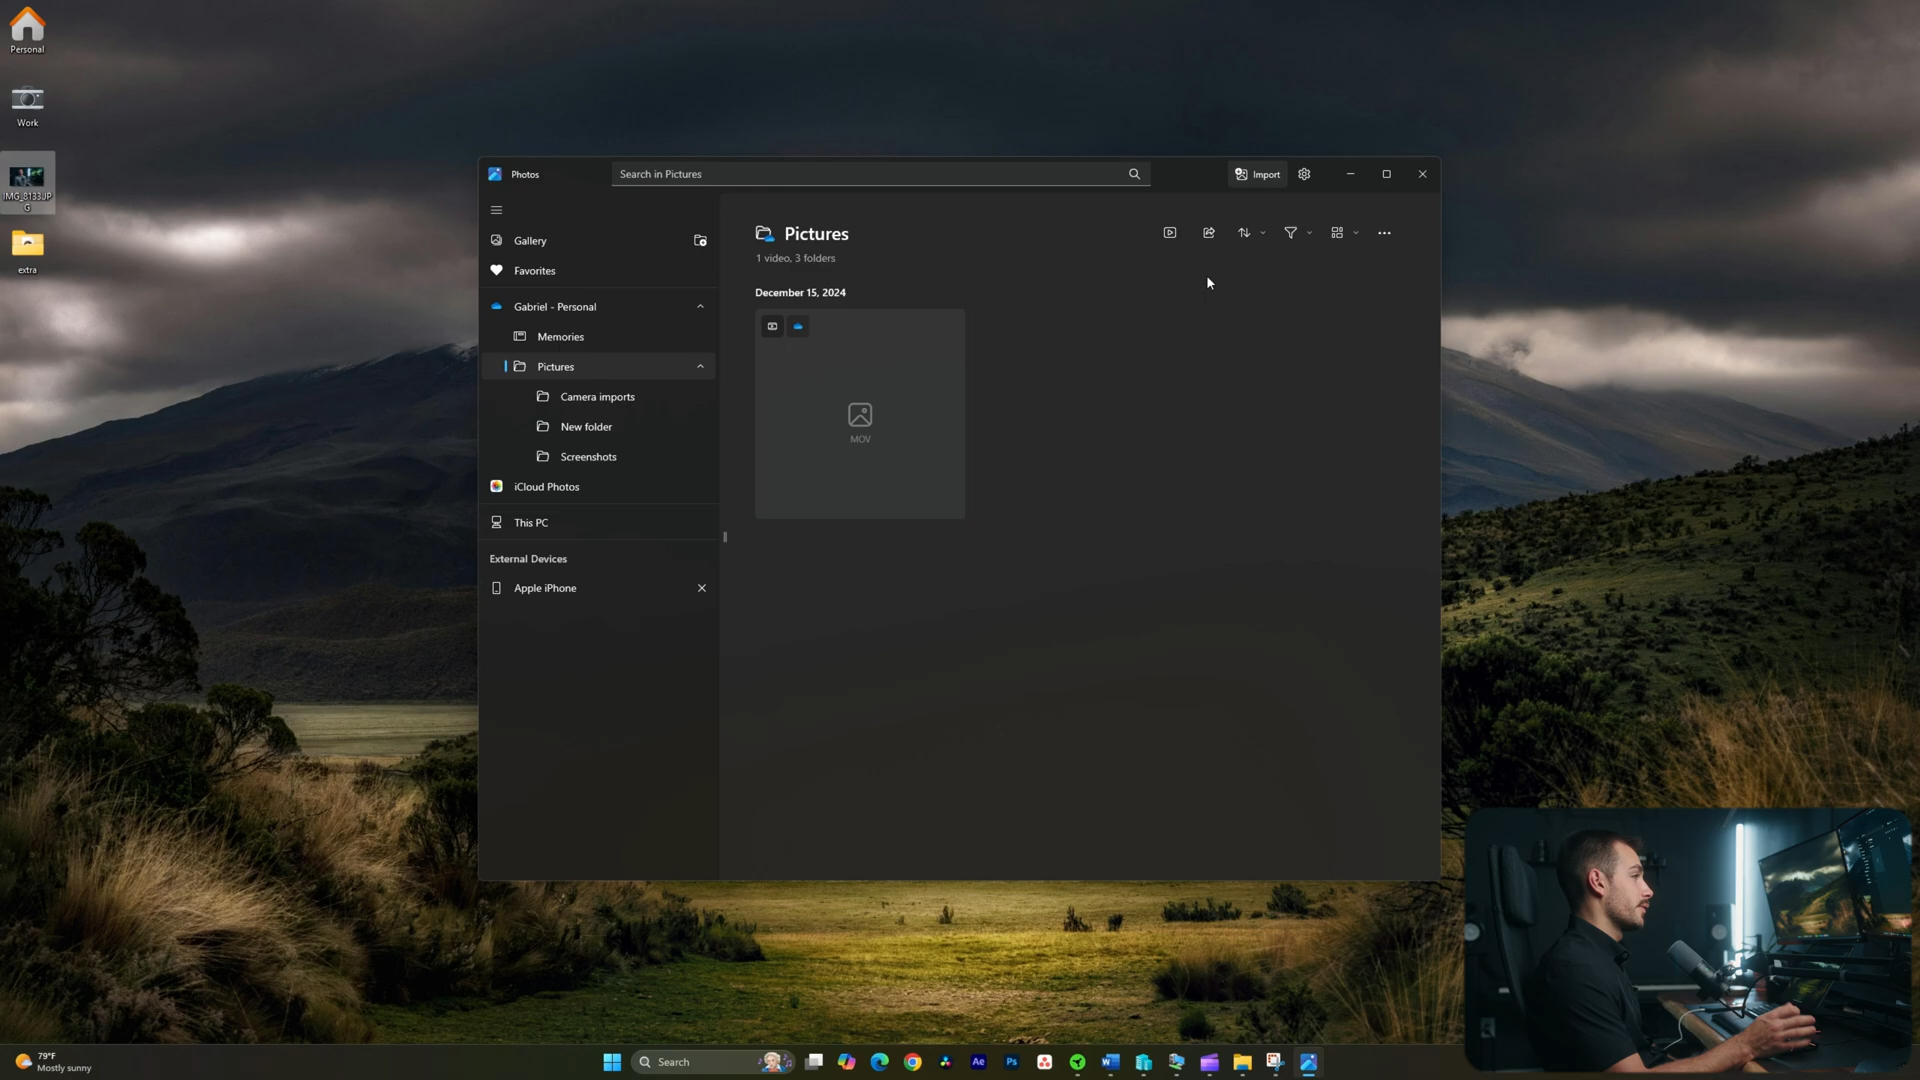 Personal
Work
IMG_8133.JP
G
extra
Photos
Search in Pictures
Import
Gallery
Favorites
Gabriel - Personal
Memories
Pictures
Camera imports
New folder
Screenshots
iCloud Photos
This PC
External Devices
Apple iPhone
Pictures
1 video, 3 folders
December 15, 2024
MOV
79°F
Mostly sunny
Search
Ae
Ps
W